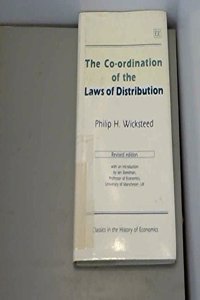 The Co-ordination
of the
Laws of Distribution
Philip H. Wicksteed
Revised edition
with an introduction
by Ian Steedman,
Professor of Economics,
University of Manchester, UK
Classics in the History of Economics